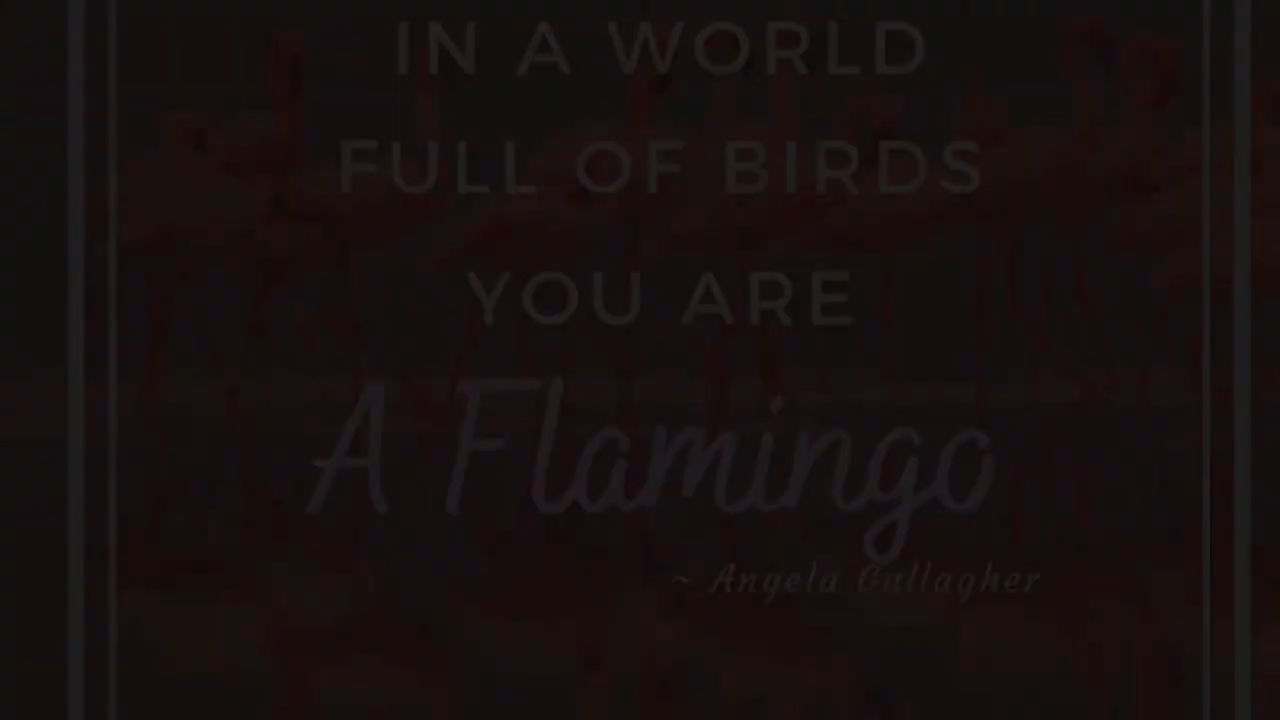 IN A WORLD
FULL OF BIRDS
YOU ARE
A Flamingo
~ Angela Gallagher